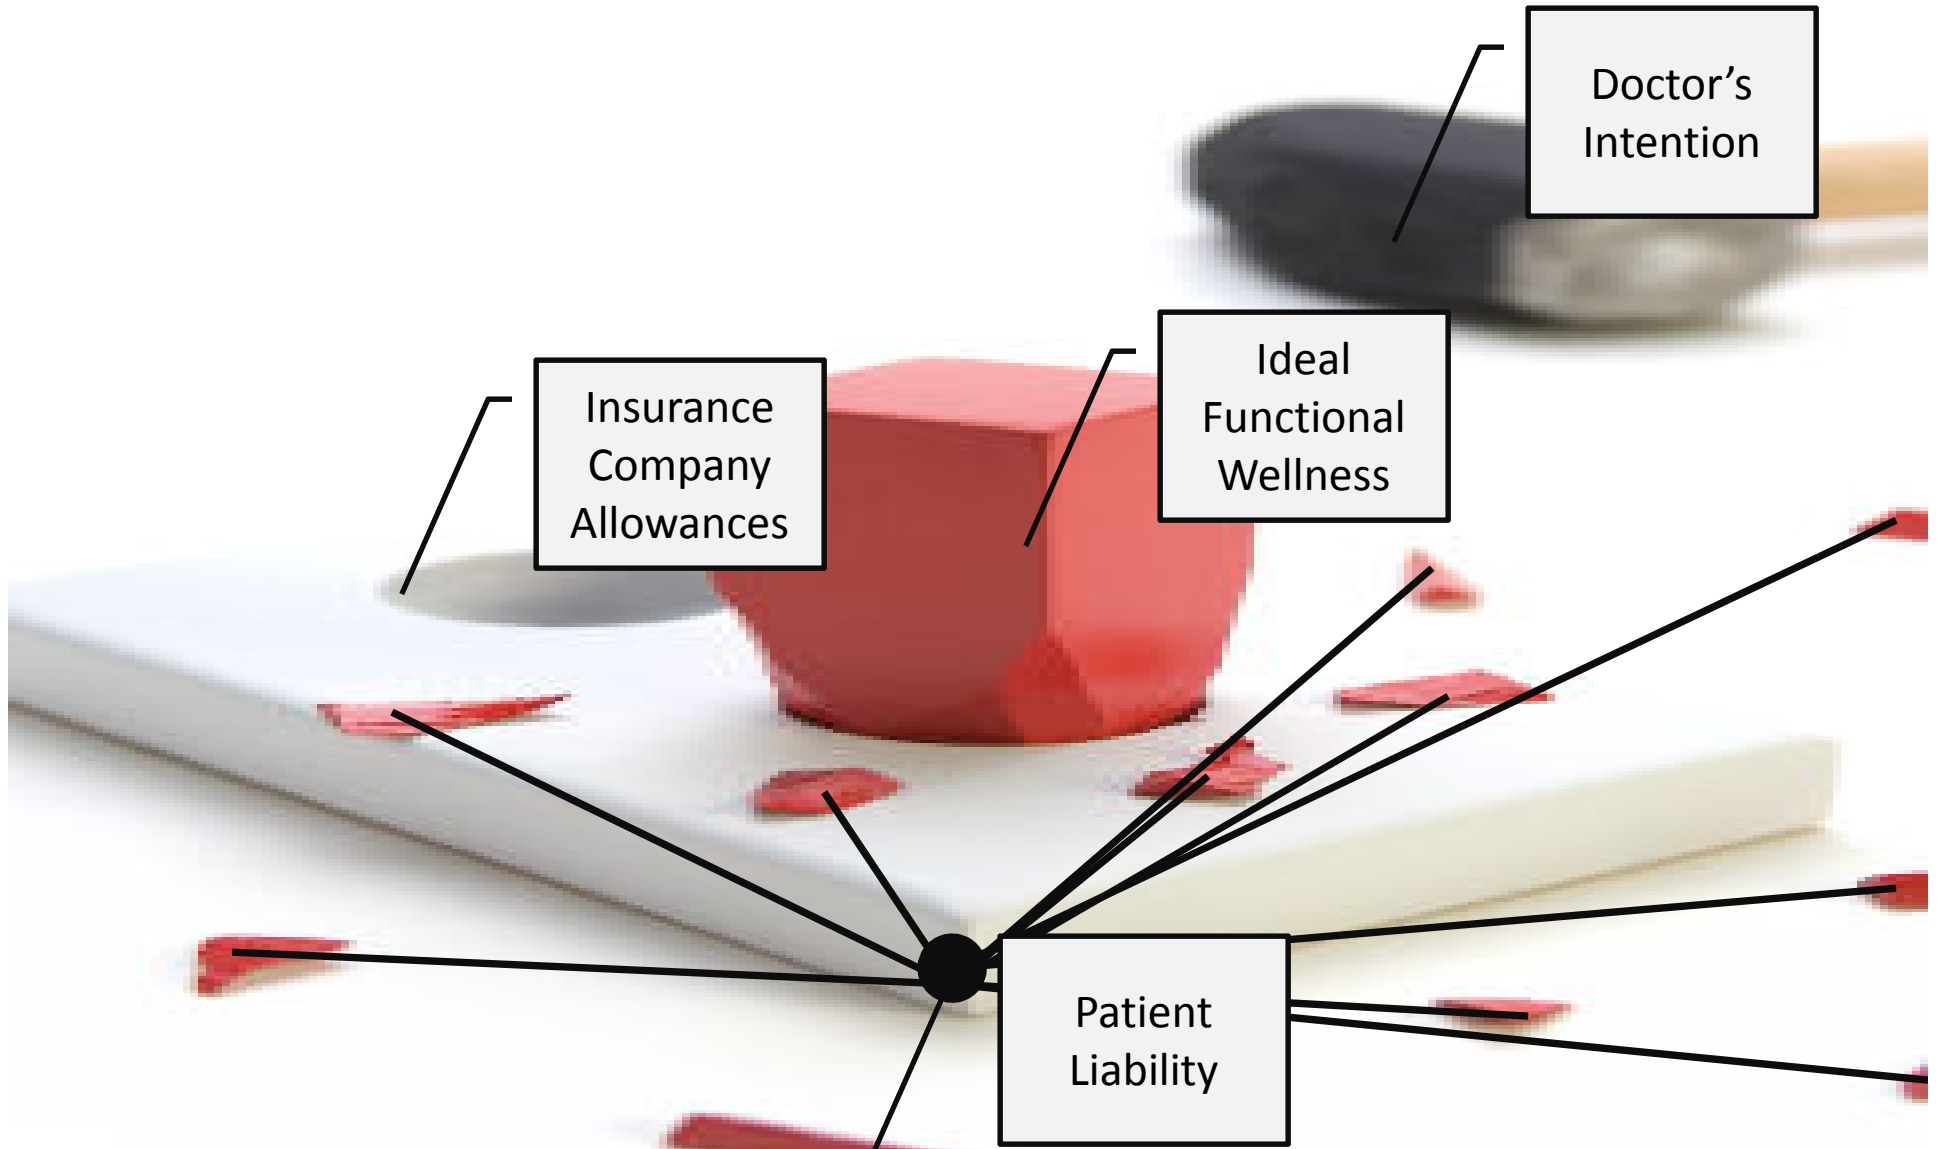 Doctor’s
Intention
Ideal
Functional
Wellness
Insurance
Company
Allowances
Patient
Liability